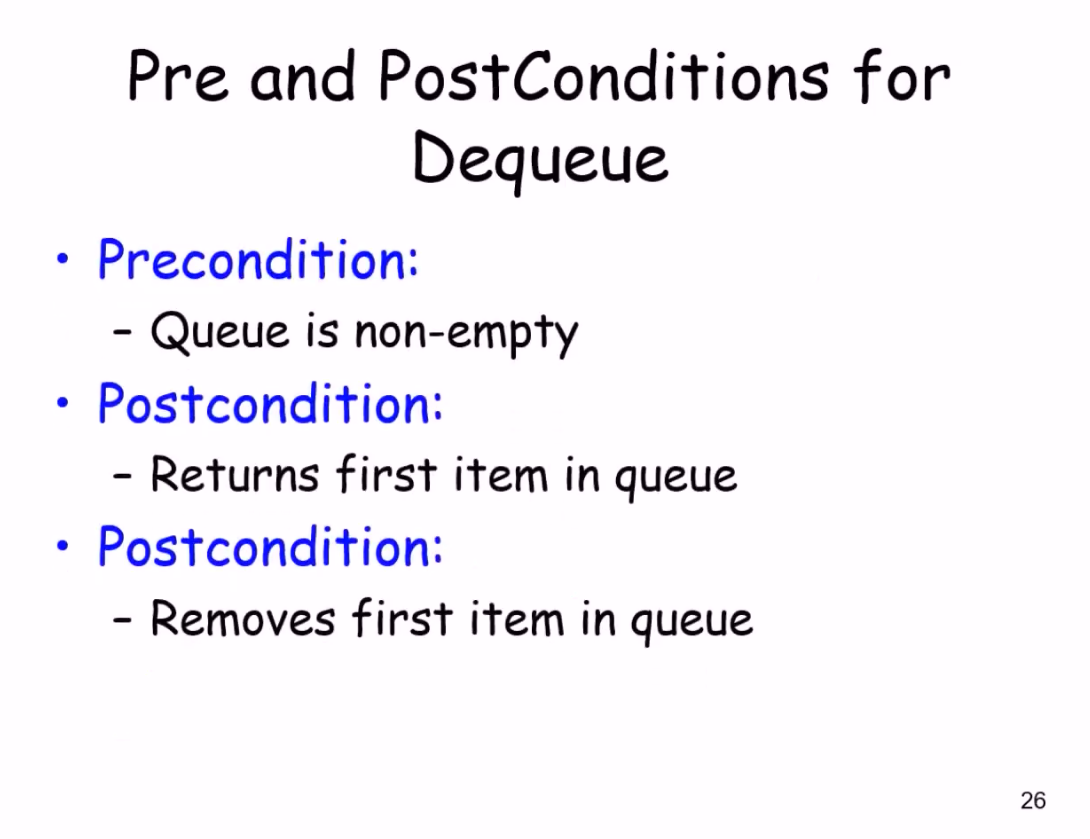 Pre and PostConditions for
Dequeue
• Precondition:
– Queue is non-empty
• Postcondition:
– Returns first item in queue
• Postcondition:
– Removes first item in queue
26